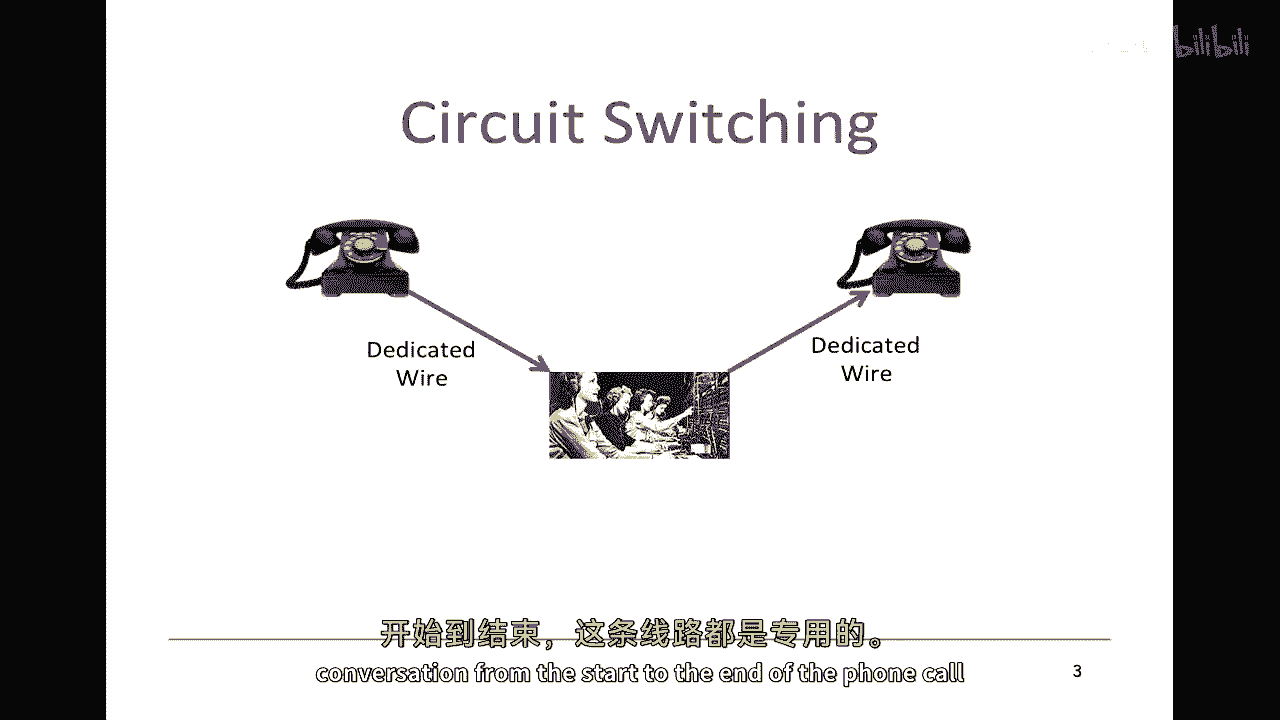 bilibili
Circuit Switching
Dedicated
Wire
Dedicated
Wire
开始到结束，这条线路都是专用的。
conversation from the start to the end of the phone call
3